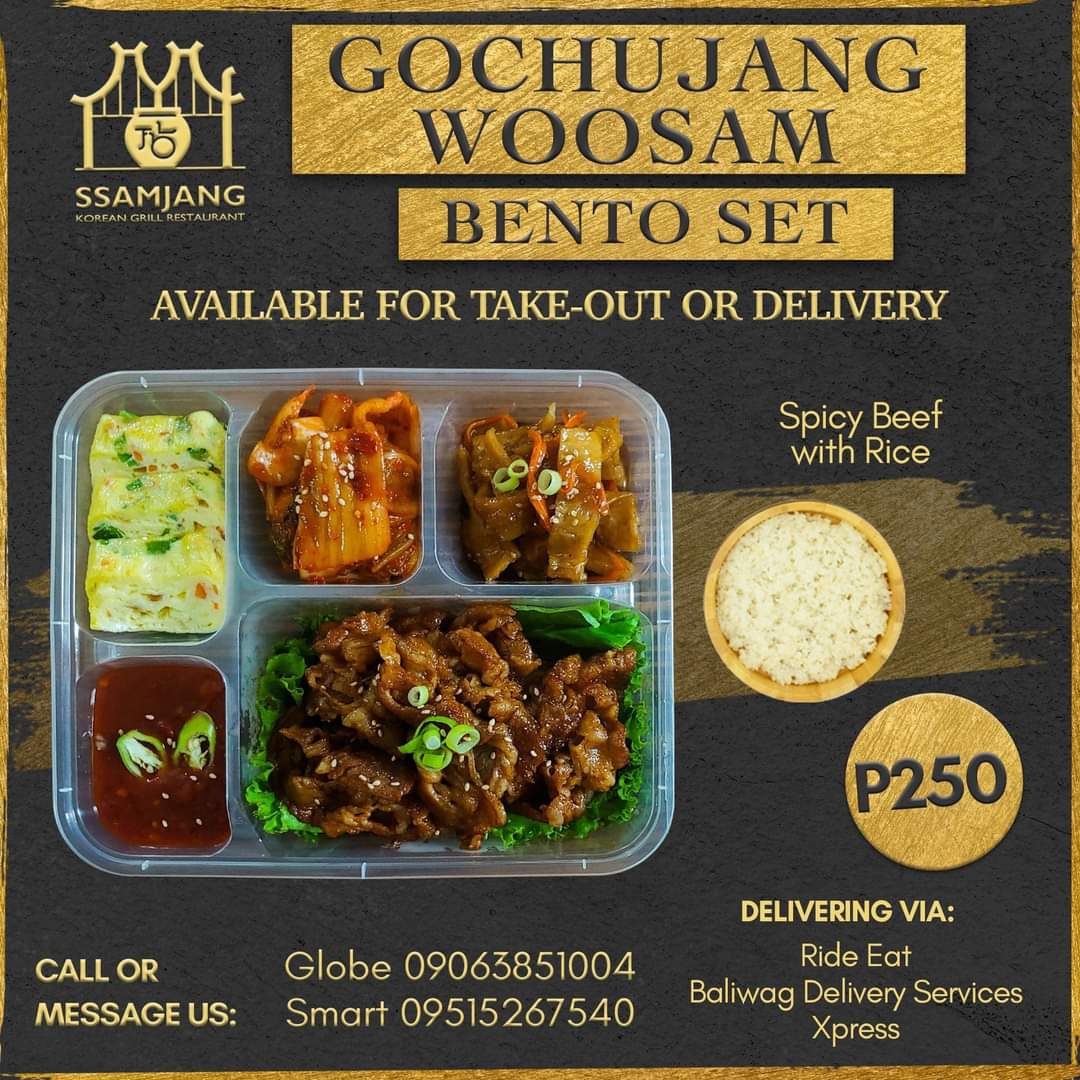 GOCHUJANG
WOOSAM
BENTO SET
SSAMJANG
KOREAN GRILL RESTAURANT
AVAILABLE FOR TAKE-OUT OR DELIVERY
Spicy Beef
with Rice
P250
DELIVERING VIA:
Ride Eat
Baliwag Delivery Services
Xpress
CALL OR
MESSAGE US:
Globe 09063851004
Smart 09515267540